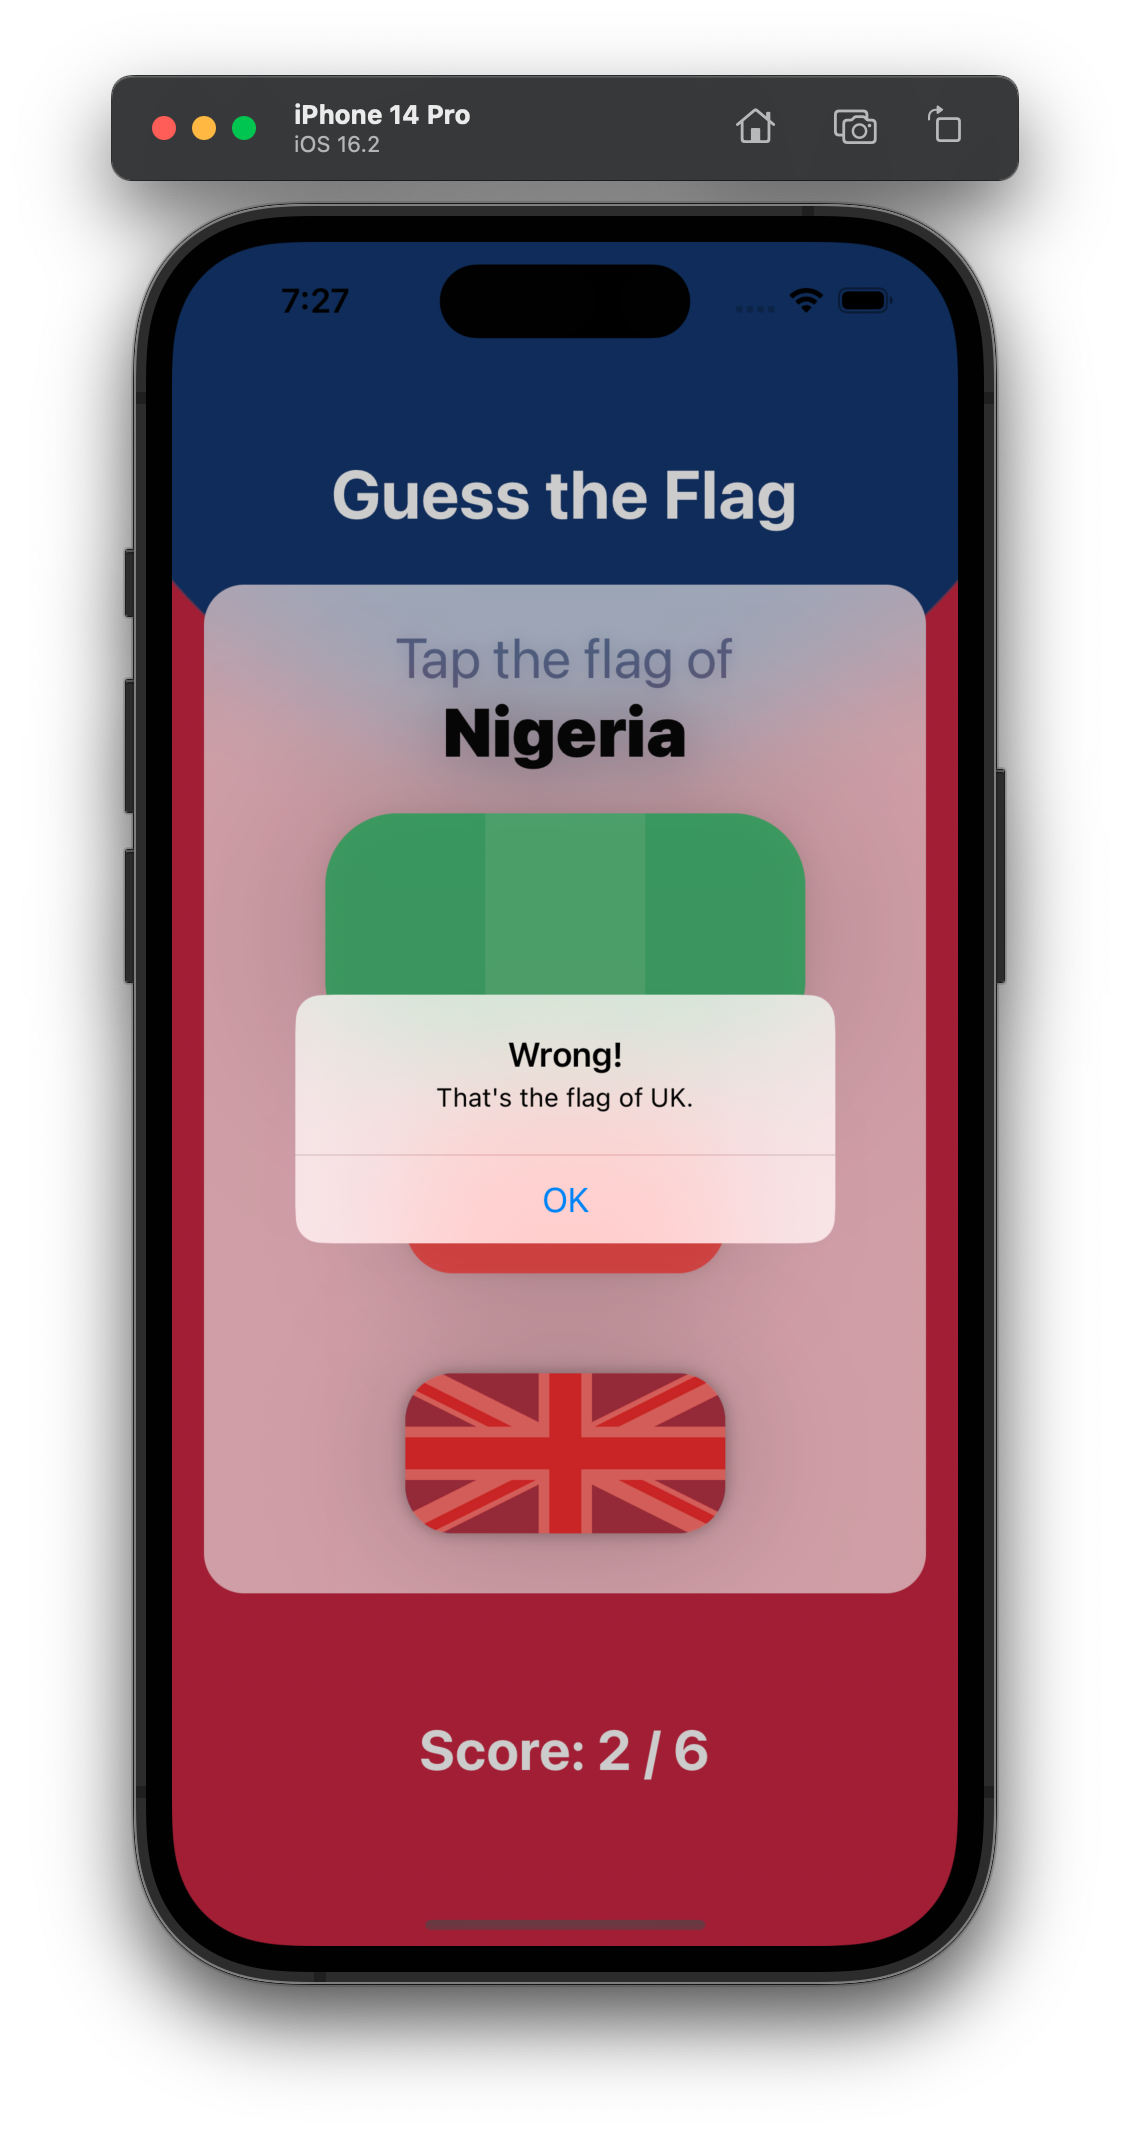 iPhone 14 Pro
iOS 16.2
7:27
Guess the Flag
Tap the flag of
Nigeria
Wrong!
That's the flag of UK.
OK
Score: 2 / 6